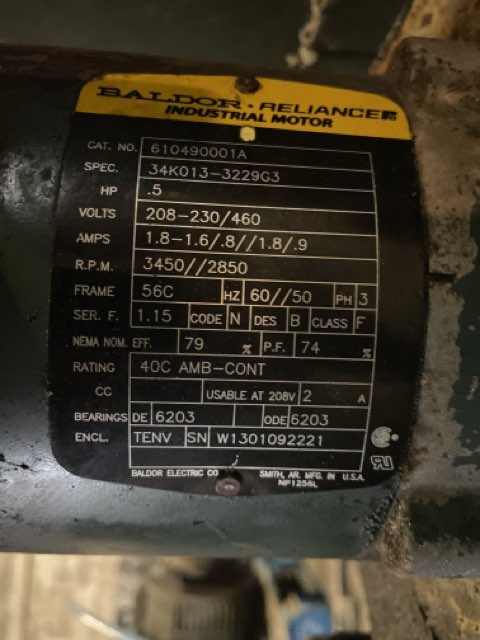 BALDOR · RELIANCE
INDUSTRIAL MOTOR
CAT. NO. 610490001A
SPEC. 34K013-3229G3
HP .5
VOLTS 208-230/460
AMPS 1.8-1.6/.8//1.8/.9
R.P.M. 3450//2850
FRAME 56C HZ 60//50 PH 3
SER. F. 1.15 CODE N DES B CLASS F
NEMA NOM. EFF. 79 % P.F. 74 %
RATING 40C AMB-CONT
CC USABLE AT 208V 2 A
BEARINGS DE 6203 ODE 6203
ENCL. TENV SN W1301092221
BALDOR ELECTRIC CO SMITH, AR. MFG. IN U.S.A.
NP1256L